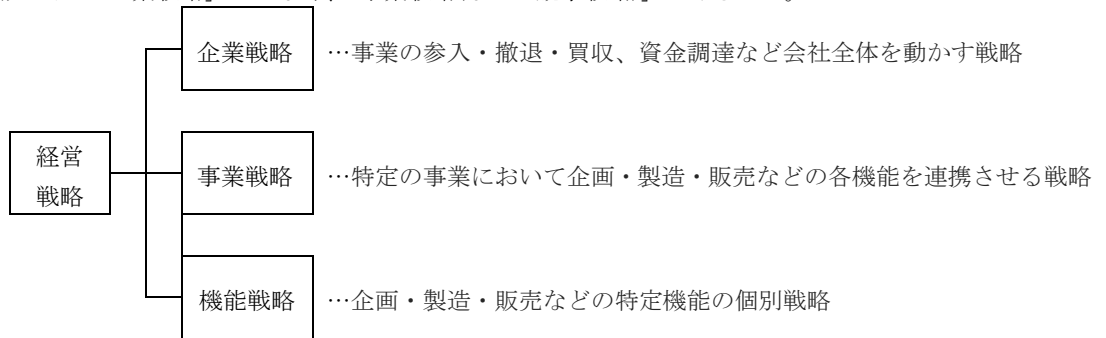 企業戦略 …事業の参入・撤退・買収、資金調達など会社全体を動かす戦略
経営
戦略
事業戦略 …特定の事業において企画・製造・販売などの各機能を連携させる戦略
機能戦略 …企画・製造・販売などの特定機能の個別戦略